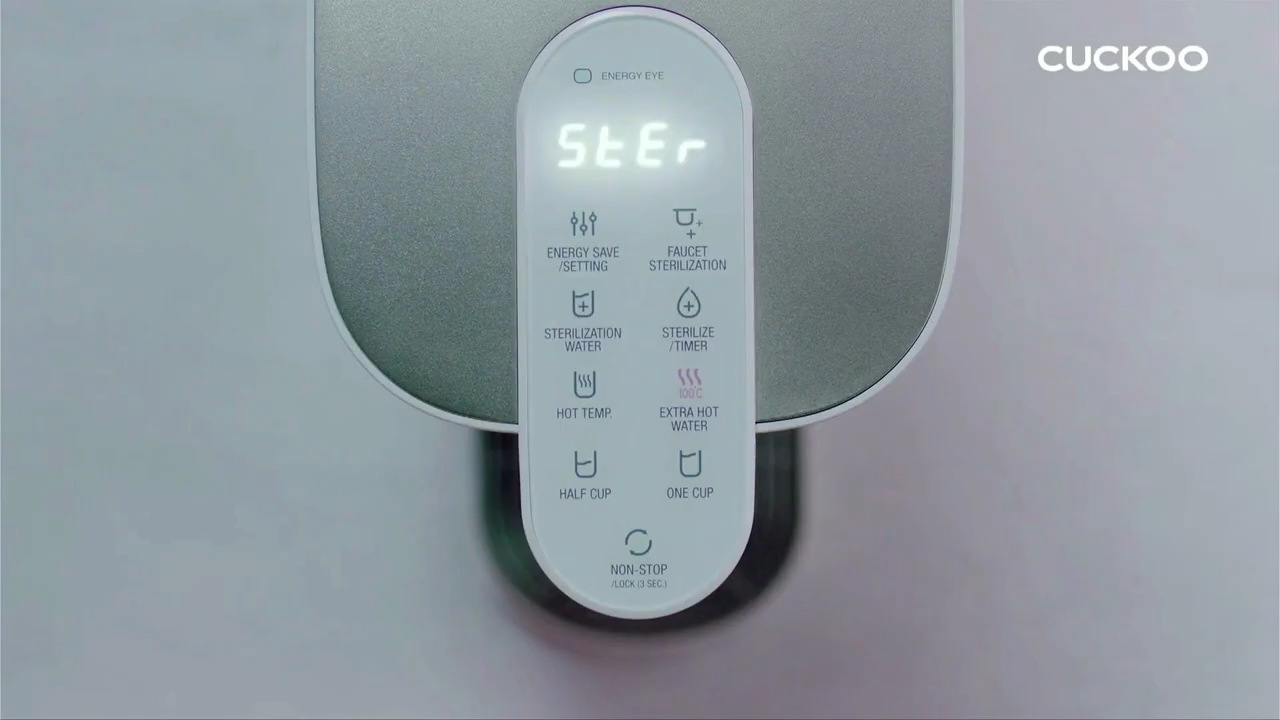 CUCKOO
ENERGY EYE
StEr
ENERGY SAVE
/SETTING
FAUCET
STERILIZATION
STERILIZATION
WATER
STERILIZE
/TIMER
HOT TEMP.
100°C
EXTRA HOT
WATER
HALF CUP
ONE CUP
NON-STOP
/LOCK (3 SEC.)